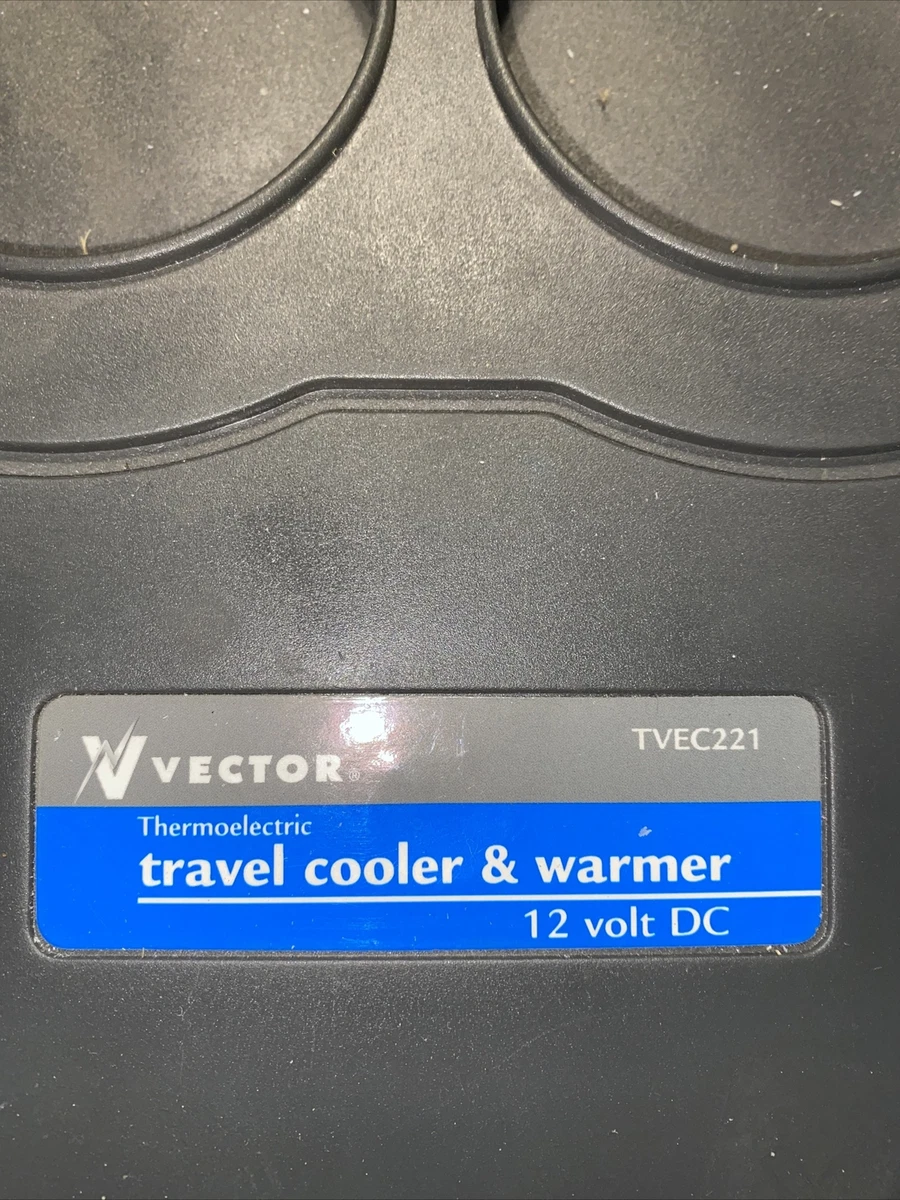 VECTOR®
TVEC221
Thermoelectric
travel cooler & warmer
12 volt DC